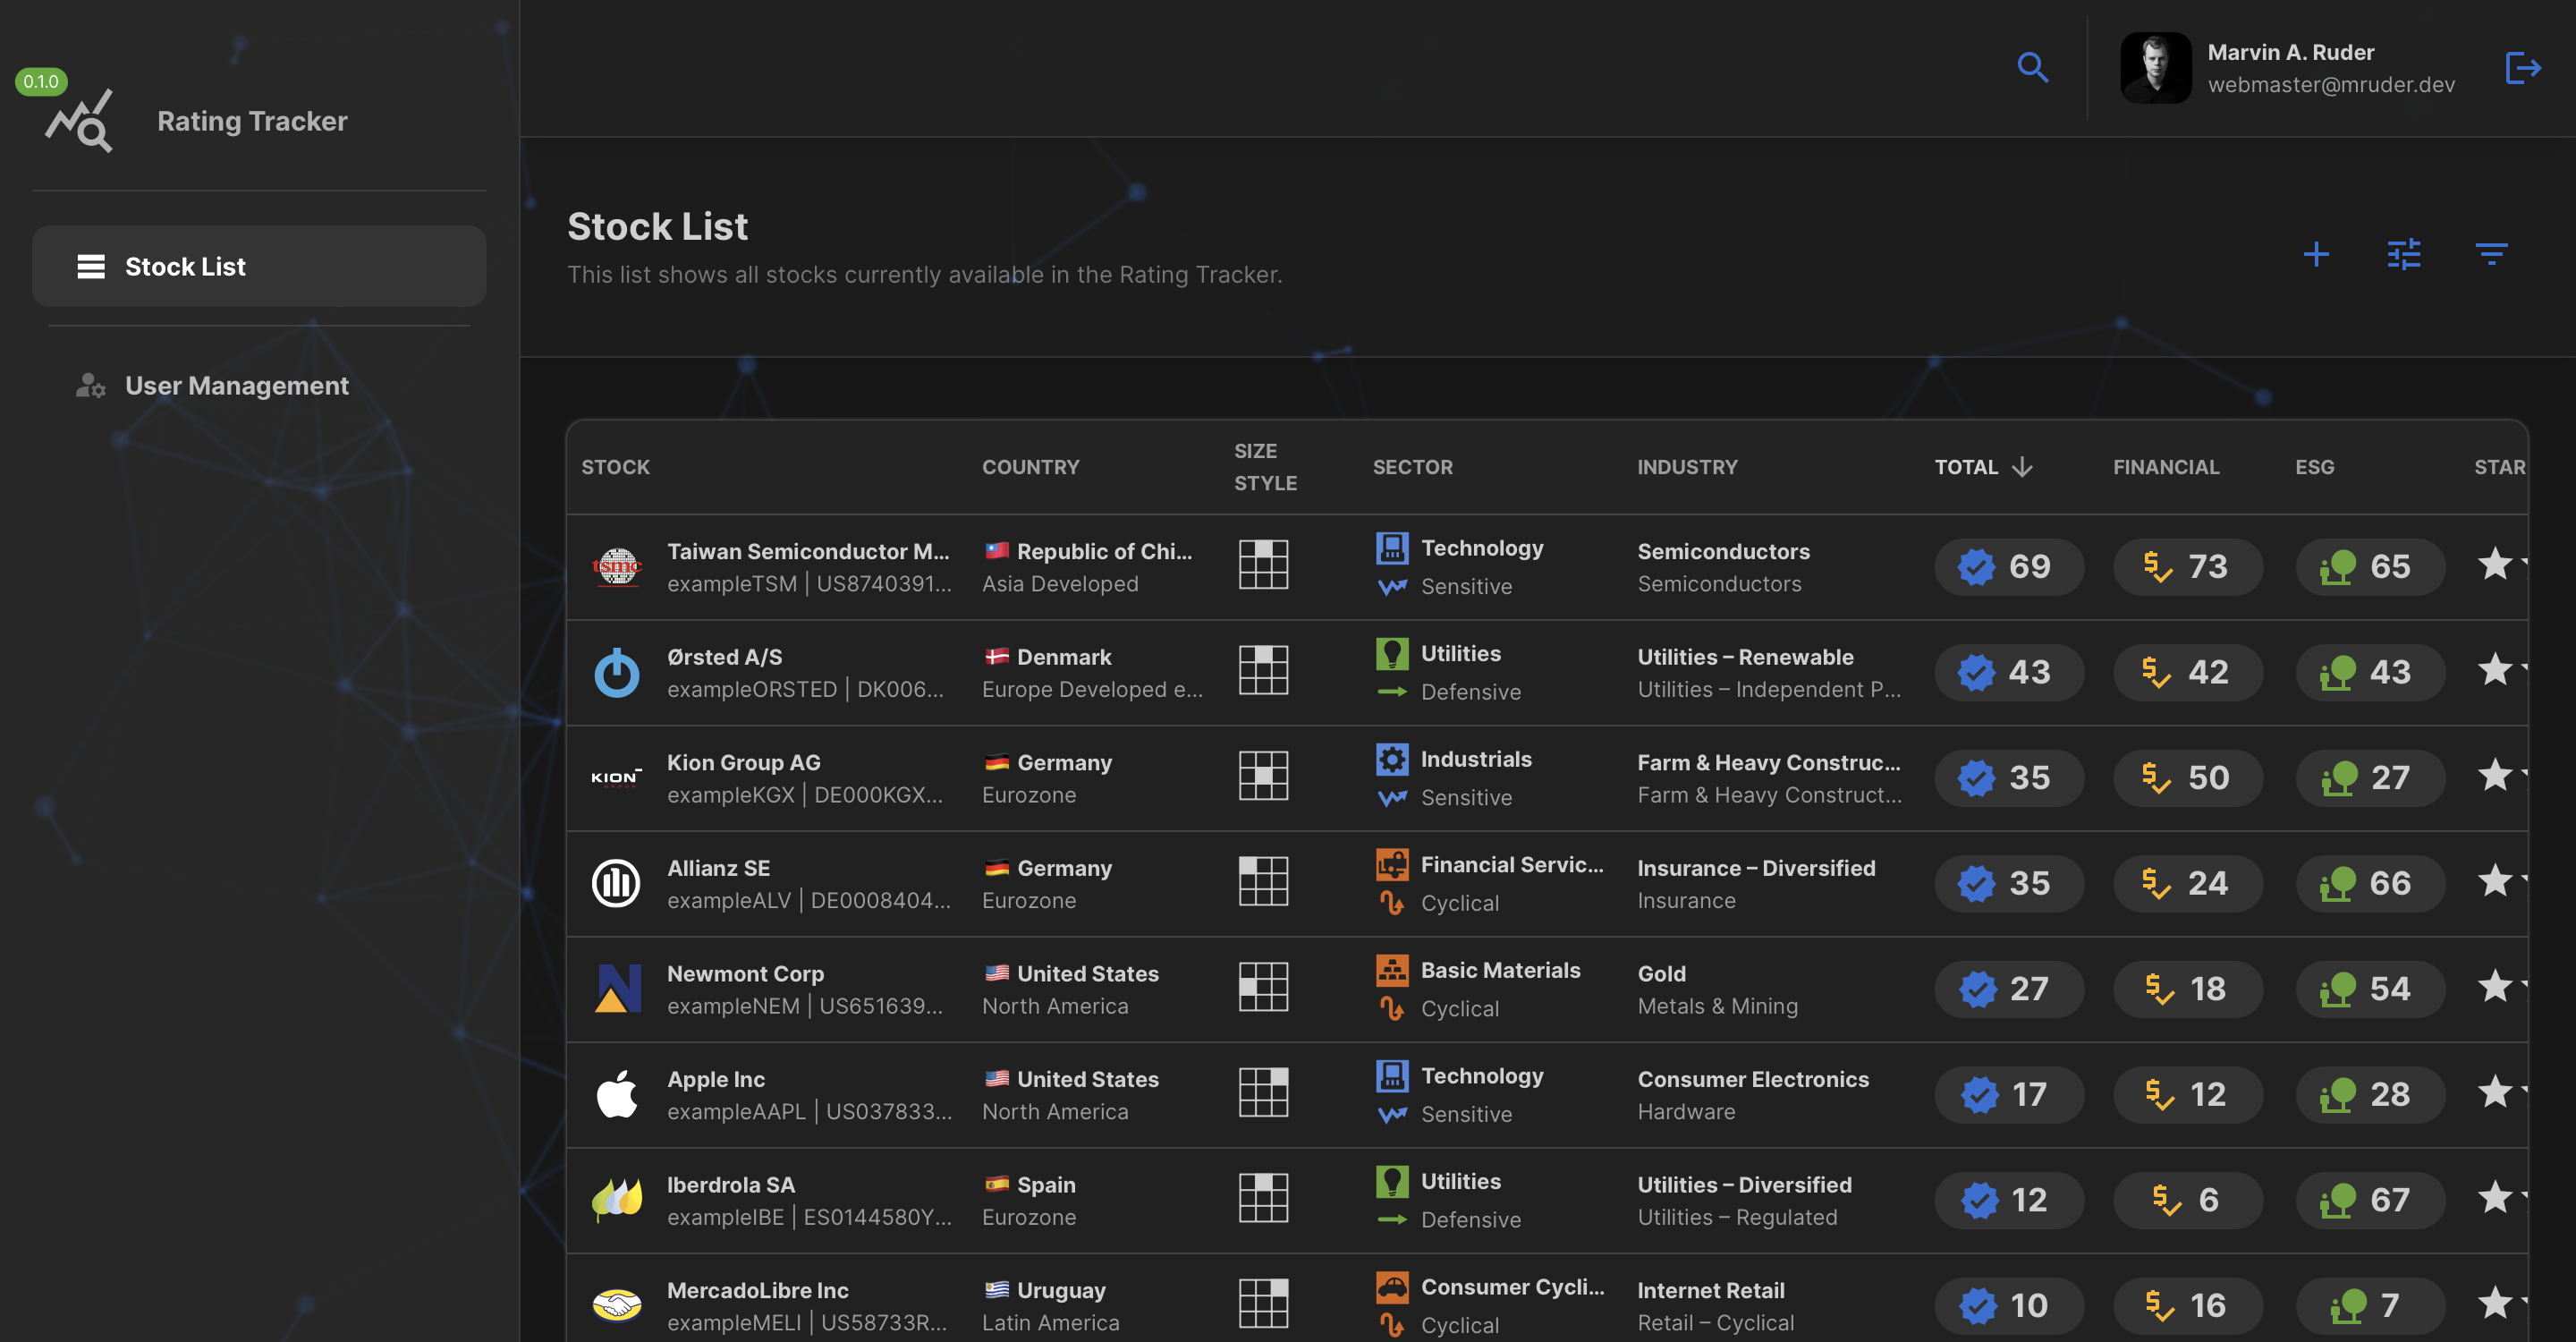 0.1.0
Rating Tracker
Stock List
User Management
Marvin A. Ruder
webmaster@mruder.dev
Stock List
This list shows all stocks currently available in the Rating Tracker.
STOCK COUNTRY SIZE STYLE SECTOR INDUSTRY TOTAL FINANCIAL ESG STAR
tsmc Taiwan Semiconductor M... Republic of Chi... Technology Semiconductors 69 73 65
exampleTSM | US8740391... Asia Developed Sensitive Semiconductors
Ørsted A/S Denmark Utilities Utilities – Renewable 43 42 43
exampleORSTED | DK006... Europe Developed e... Defensive Utilities – Independent P...
KION Kion Group AG Germany Industrials Farm & Heavy Construc... 35 50 27
exampleKGX | DE000KGX... Eurozone Sensitive Farm & Heavy Construct...
Allianz SE Germany Financial Servic... Insurance – Diversified 35 24 66
exampleALV | DE0008404... Eurozone Cyclical Insurance
Newmont Corp United States Basic Materials Gold 27 18 54
exampleNEM | US651639... North America Cyclical Metals & Mining
Apple Inc United States Technology Consumer Electronics 17 12 28
exampleAAPL | US037833... North America Sensitive Hardware
Iberdrola SA Spain Utilities Utilities – Diversified 12 6 67
exampleIBE | ES0144580Y... Eurozone Defensive Utilities – Regulated
MercadoLibre Inc Uruguay Consumer Cycli... Internet Retail 10 16 7
exampleMELI | US58733R... Latin America Cyclical Retail – Cyclical